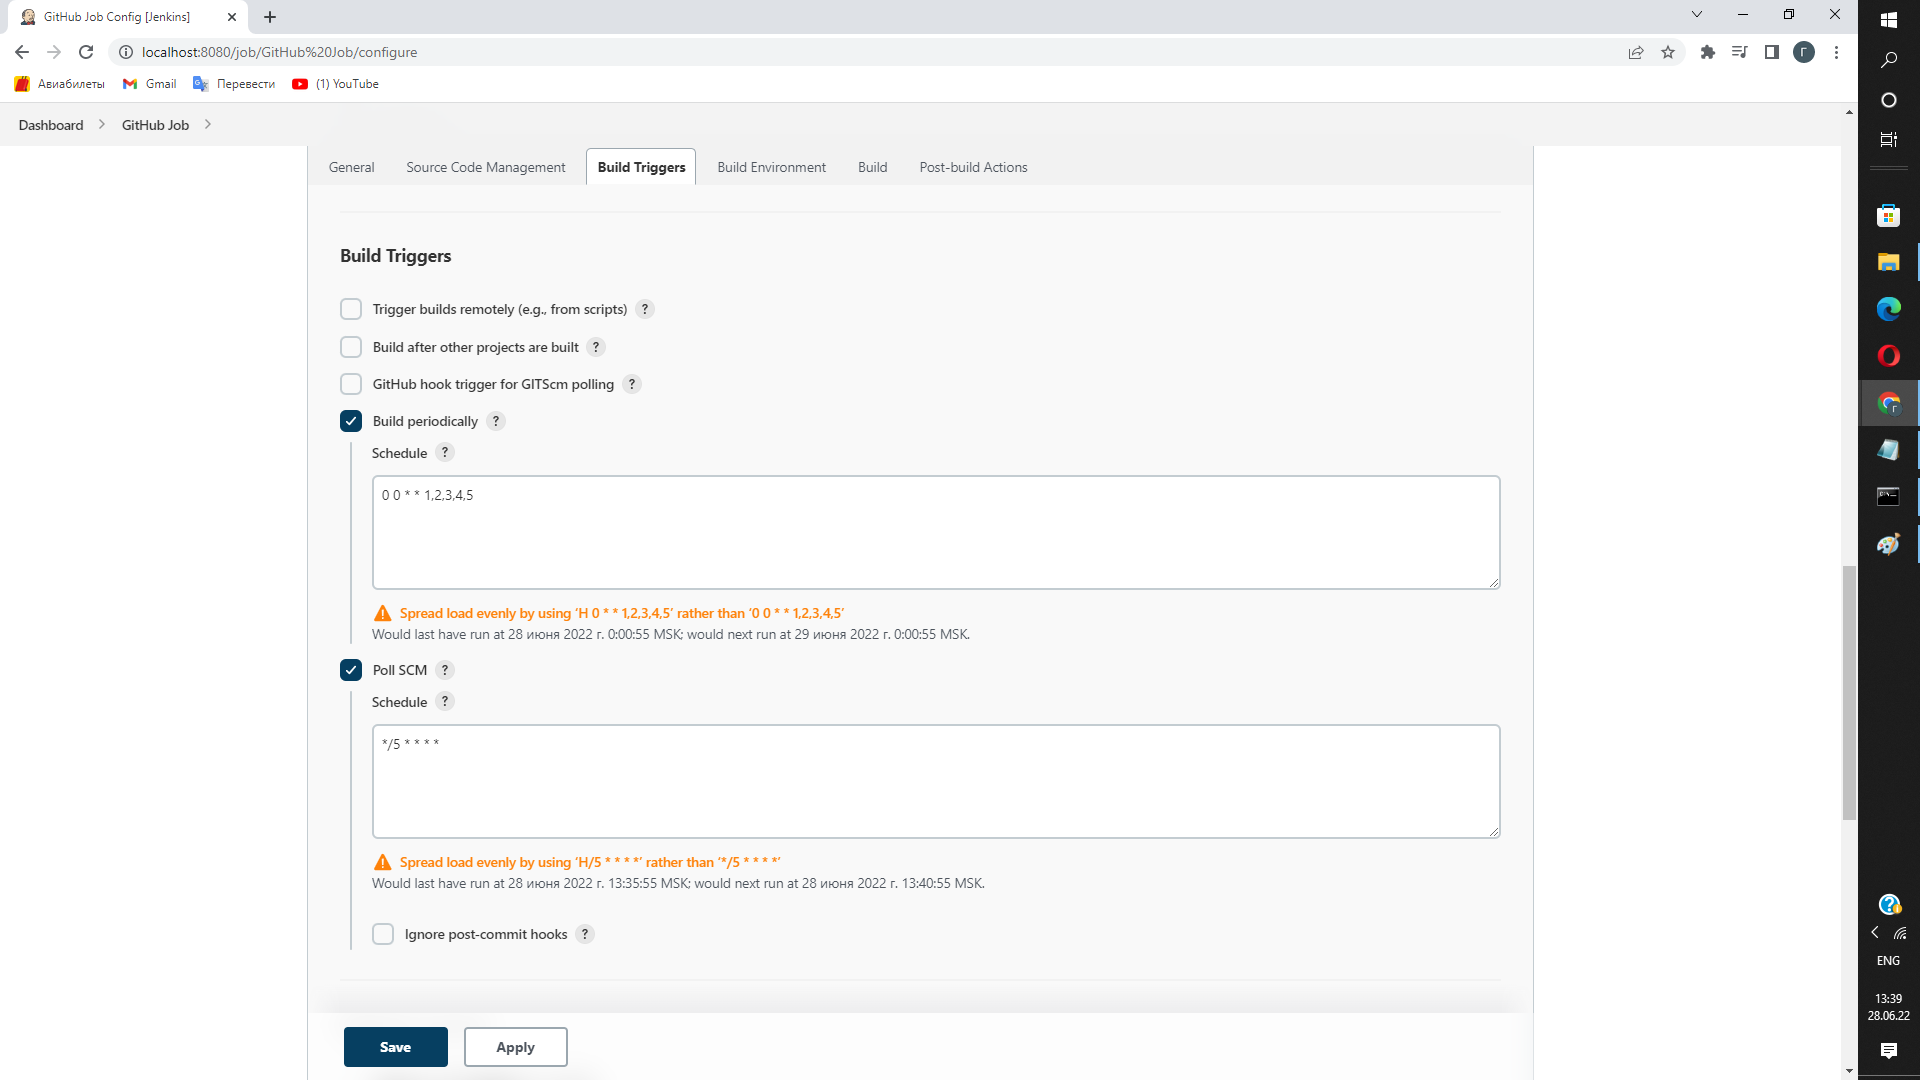 GitHub Job Config [Jenkins]
localhost:8080/job/GitHub%20Job/configure
Г
Авиабилеты Gmail Перевести (1) YouTube
Dashboard GitHub Job
General Source Code Management Build Triggers Build Environment Build Post-build Actions
Build Triggers
Trigger builds remotely (e.g., from scripts) ?
Build after other projects are built ?
GitHub hook trigger for GITScm polling ?
Build periodically ?
Schedule ?
0 0 * * 1,2,3,4,5
Spread load evenly by using ‘H 0 * * 1,2,3,4,5’ rather than ‘0 0 * * 1,2,3,4,5’
Would last have run at 28 июня 2022 г. 0:00:55 MSK; would next run at 29 июня 2022 г. 0:00:55 MSK.
Poll SCM ?
Schedule ?
*/5 * * * *
Spread load evenly by using ‘H/5 * * * *’ rather than ‘*/5 * * * *’
Would last have run at 28 июня 2022 г. 13:35:55 MSK; would next run at 28 июня 2022 г. 13:40:55 MSK.
Ignore post-commit hooks ?
Save Apply
ENG
13:39
28.06.22